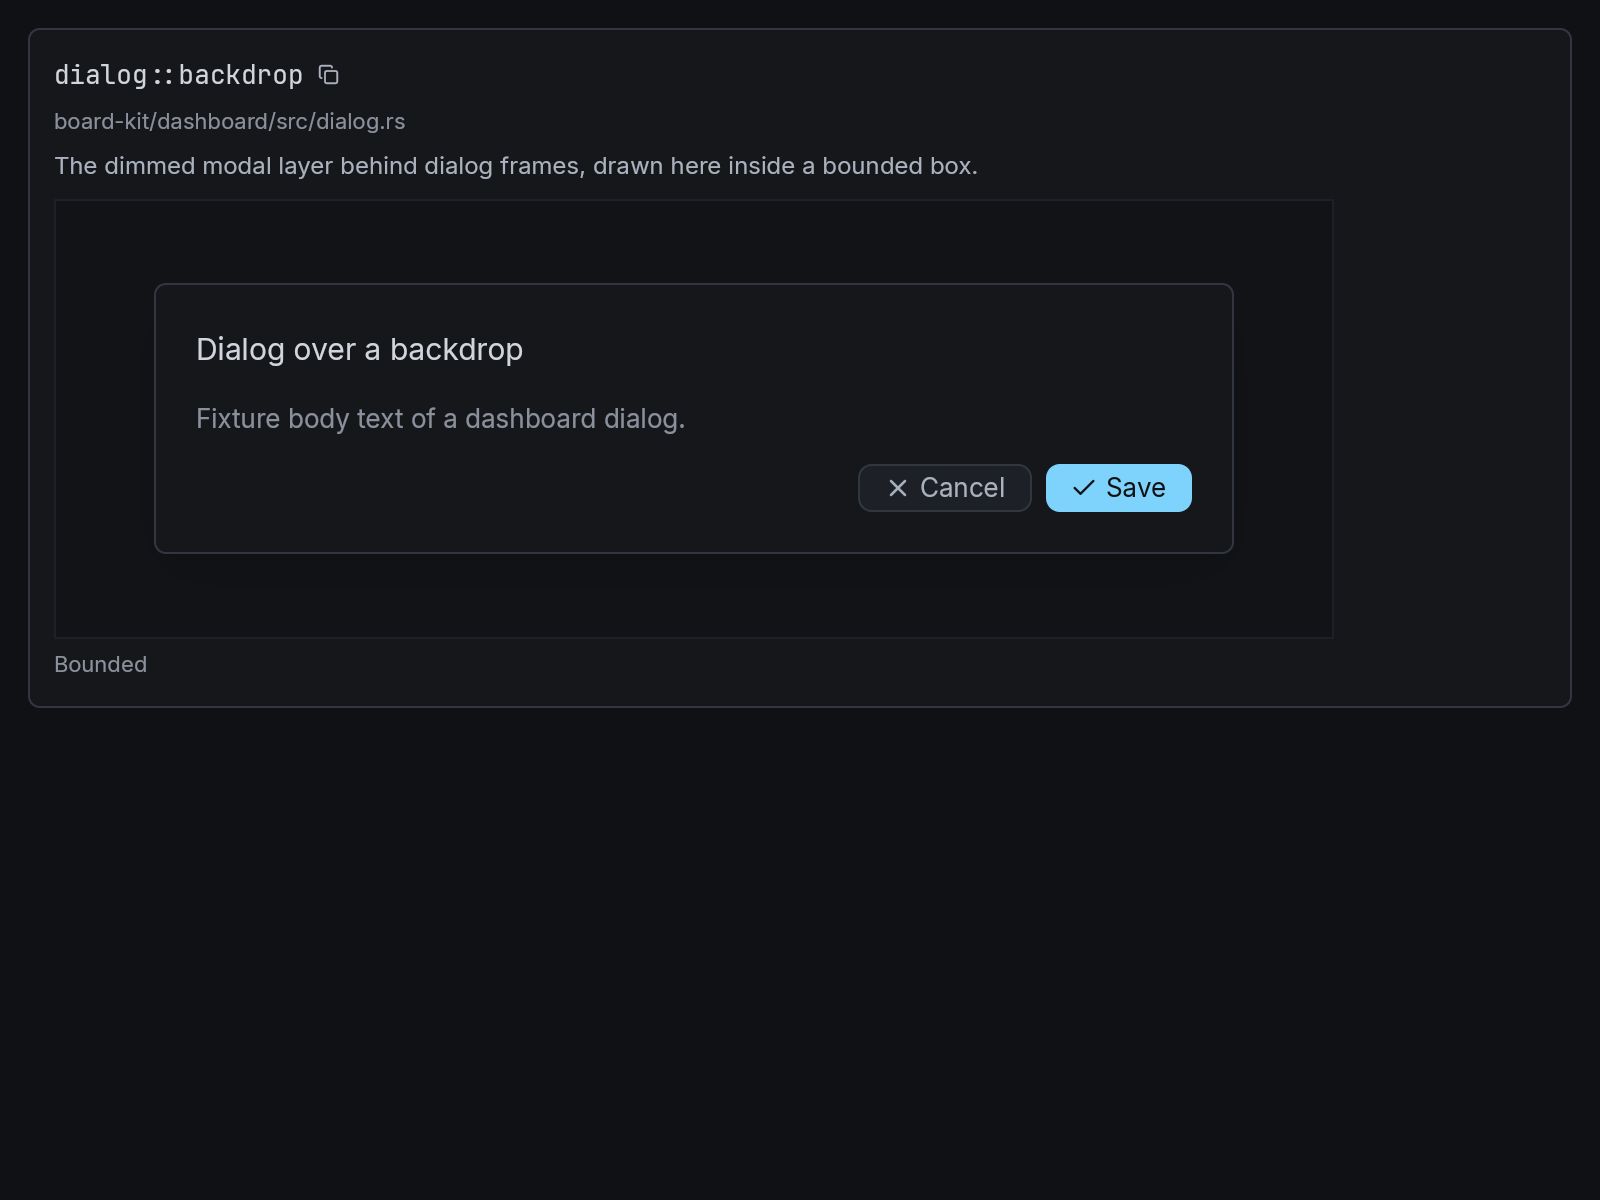 dialog::backdrop
board-kit/dashboard/src/dialog.rs
The dimmed modal layer behind dialog frames, drawn here inside a bounded box.
Dialog over a backdrop
Fixture body text of a dashboard dialog.
Cancel Save
Bounded